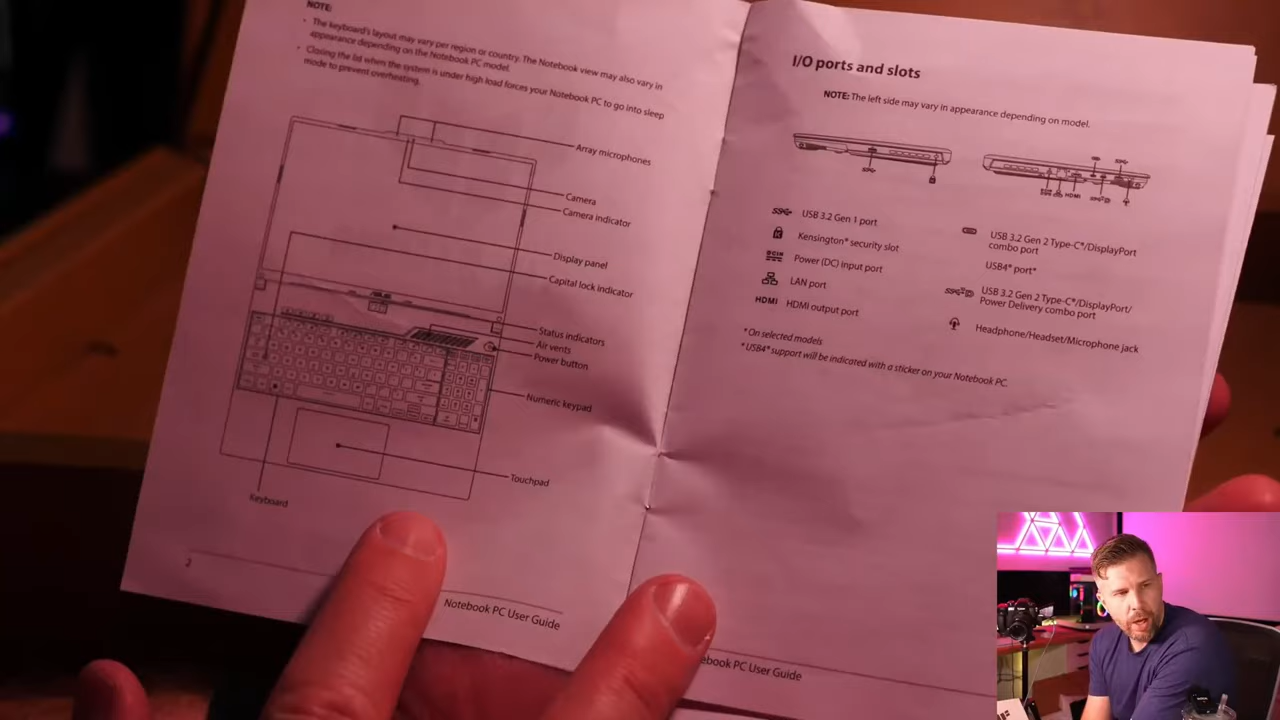 NOTE:
• The keyboard's layout may vary per region or country. The Notebook view may also vary in
appearance depending on the Notebook PC model.
• Closing the lid when the system is under high load forces your Notebook PC to go into sleep
mode to prevent overheating.
Array microphones
Camera
Camera indicator
Display panel
Capital lock indicator
Status indicators
Air vents
Power button
Numeric keypad
Touchpad
Keyboard
2
Notebook PC User Guide
I/O ports and slots
NOTE: The left side may vary in appearance depending on model.
HDMI
USB 3.2 Gen 1 port
Kensington® security slot
DC IN
Power (DC) input port
LAN port
HDMI HDMI output port
USB 3.2 Gen 2 Type-C®/DisplayPort
combo port
USB4® port*
USB 3.2 Gen 2 Type-C®/DisplayPort/
Power Delivery combo port
Headphone/Headset/Microphone jack
* On selected models
* USB4® support will be indicated with a sticker on your Notebook PC.
ebook PC User Guide